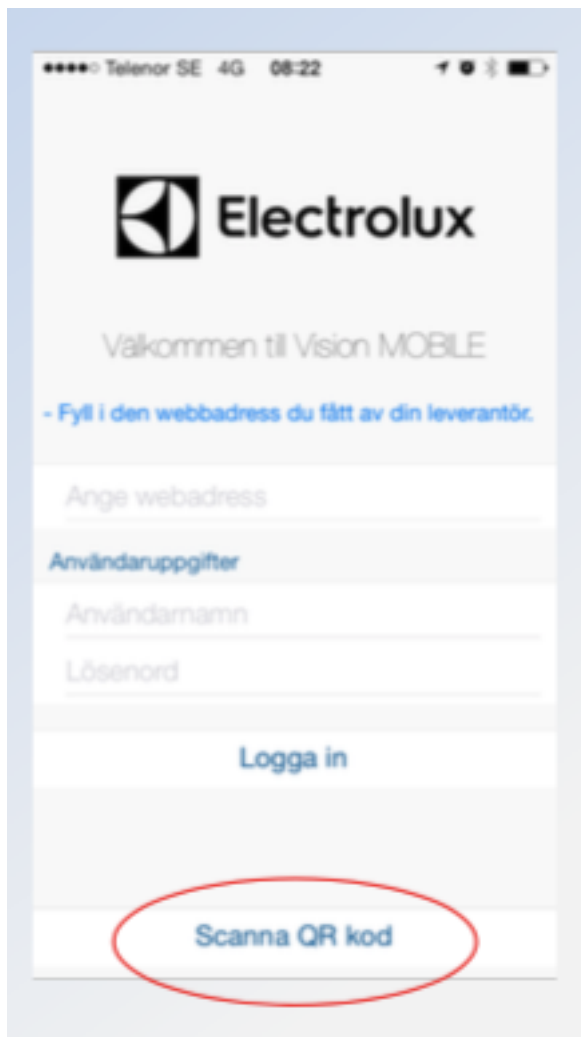 Telenor SE 4G 08:22
Electrolux
Välkommen till Vision MOBILE
- Fyll i den webbadress du fått av din leverantör.
Ange webadress
Användaruppgifter
Användarnamn
Lösenord
Logga in
Scanna QR kod